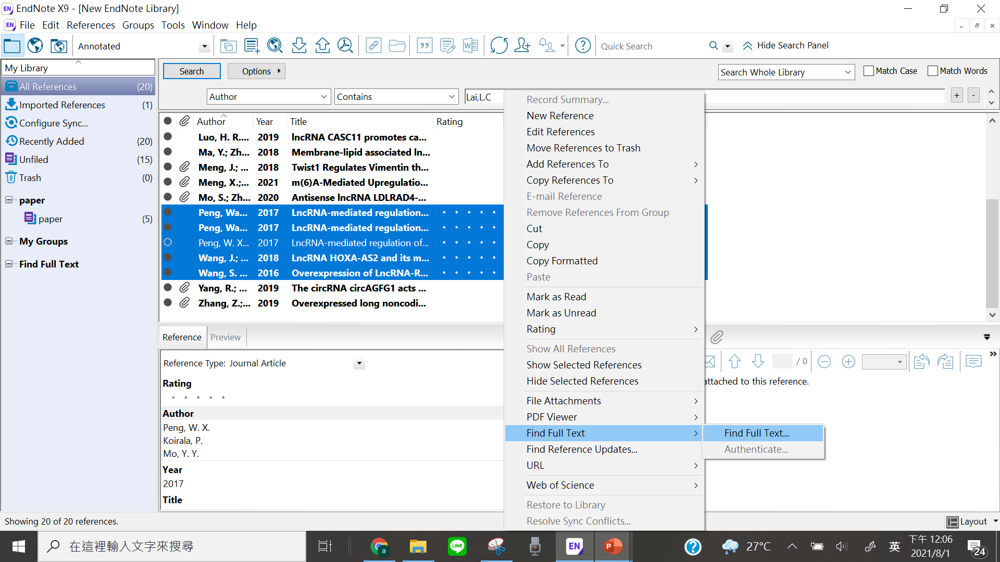 EN EndNote X9 - [New EndNote Library]
EN File Edit References Groups Tools Window Help
Annotated
Quick Search
Hide Search Panel
My Library
All References (20)
Imported References (1)
Configure Sync...
Recently Added (20)
Unfiled (15)
Trash (0)
paper
paper (5)
My Groups
Find Full Text
Search Options
Search Whole Library Match Case Match Words
Author Contains Lai,L.C + -
Author Year Title Rating
Luo, H. R.... 2019 lncRNA CASC11 promotes ca...
Ma, Y.; Zh... 2018 Membrane-lipid associated ln...
Meng, J.; ... 2018 Twist1 Regulates Vimentin th...
Meng, X.;... 2021 m(6)A-Mediated Upregulatio...
Mo, S.; Zh... 2020 Antisense lncRNA LDLRAD4-...
Peng, Wa... 2017 LncRNA-mediated regulation...
Peng, Wa... 2017 LncRNA-mediated regulation...
Peng, W. X... 2017 LncRNA-mediated regulation of...
Wang, J.; ... 2018 LncRNA HOXA-AS2 and its m...
Wang, S. ... 2016 Overexpression of LncRNA-R...
Yang, R.; ... 2019 The circRNA circAGFG1 acts ...
Zhang, Z.;... 2019 Overexpressed long noncodi...
Record Summary...
New Reference
Edit References
Move References to Trash
Add References To
Copy References To
E-mail Reference
Remove References From Group
Cut
Copy
Copy Formatted
Paste
Mark as Read
Mark as Unread
Rating
Show All References
Show Selected References
Hide Selected References
File Attachments
PDF Viewer
Find Full Text
Find Reference Updates...
URL
Web of Science
Restore to Library
Resolve Sync Conflicts...
Find Full Text...
Authenticate...
Reference Preview
Reference Type: Journal Article
Rating
Author
Peng, W. X.
Koirala, P.
Mo, Y. Y.
Year
2017
Title
/ 0
attached to this reference.
Showing 20 of 20 references.
Layout
在這裡輸入文字來搜尋
a
LINE
EN
P
?
27°C
英
下午 12:06
2021/8/1
24